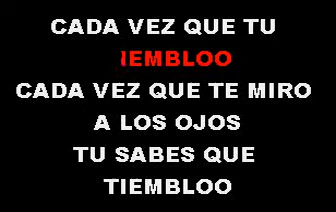 CADA VEZ QUE TU
IEMBLOO
CADA VEZ QUE TE MIRO
A LOS OJOS
TU SABES QUE
TIEMBLOO